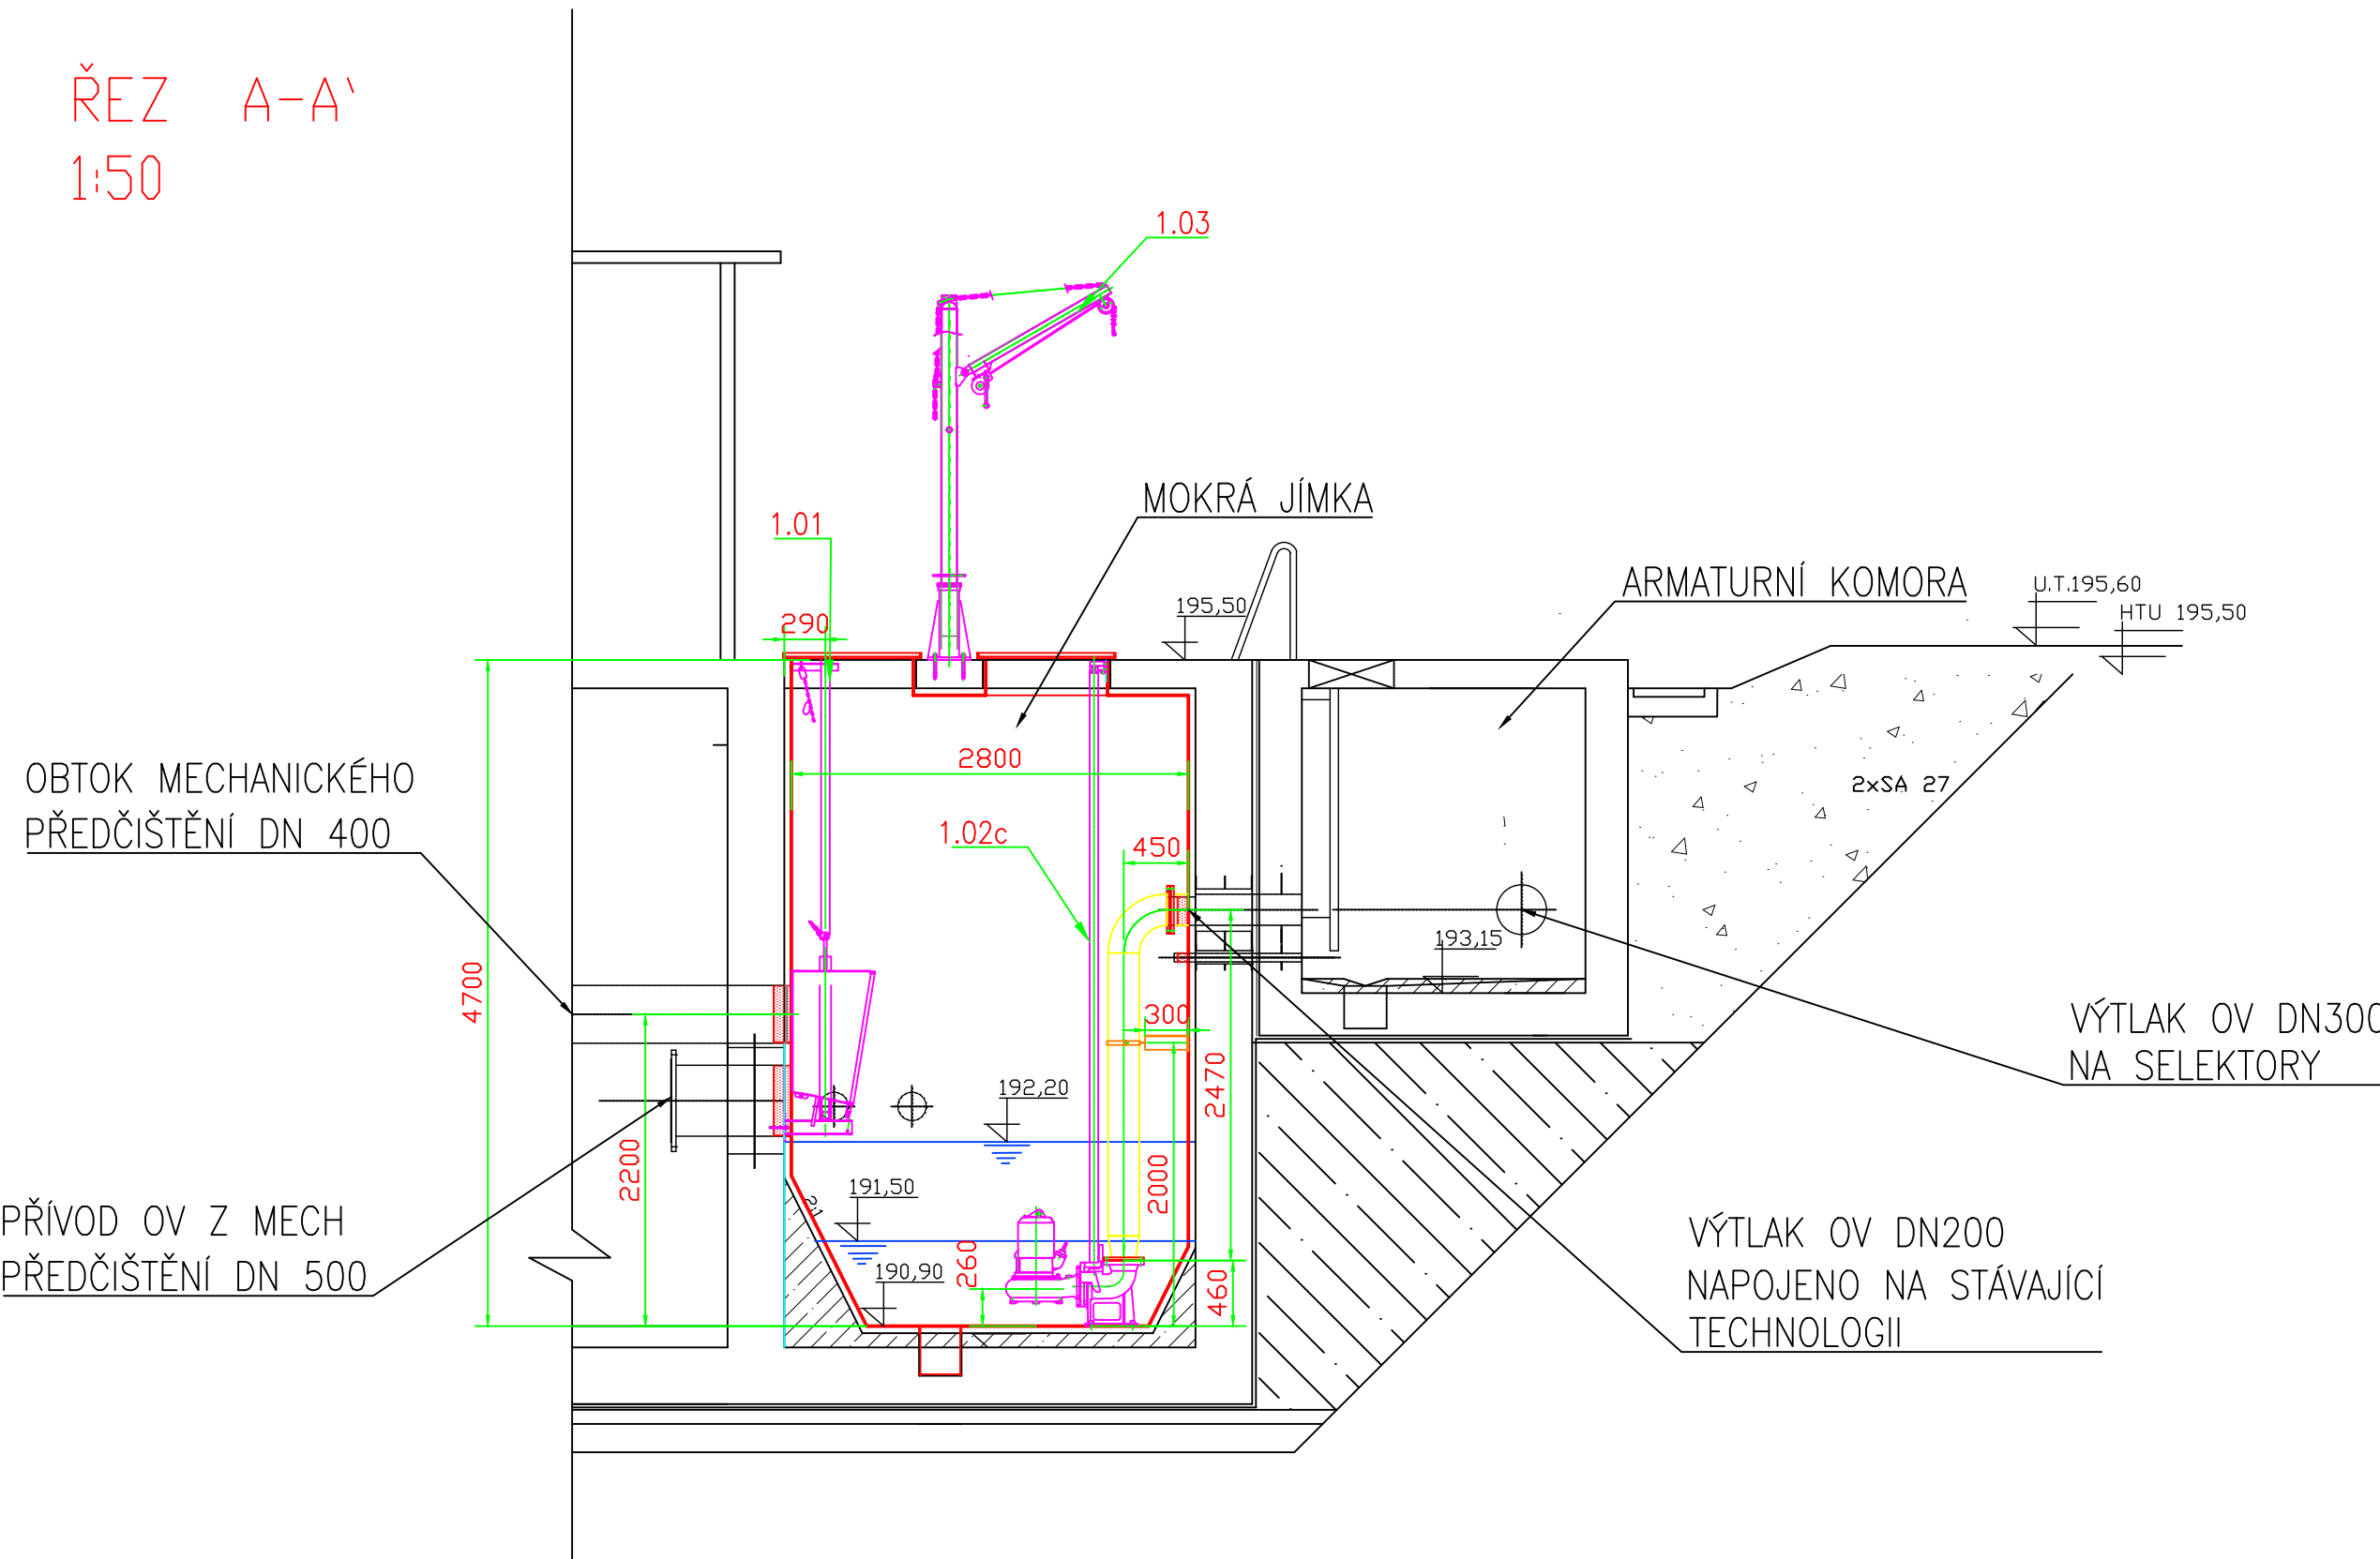 ŘEZ A-A'
1:50
1.03
MOKRÁ JÍMKA
1.01
ARMATURNÍ KOMORA
U.T.195,60
HTU 195,50
195,50
290
2800
OBTOK MECHANICKÉHO
PŘEDČIŠTĚNÍ DN 400
2xSA 27
1.02c
450
193,15
4700
300
VÝTLAK OV DN300
NA SELEKTORY
2470
192,20
2200
2000
191,50
2:1
PŘÍVOD OV Z MECH
PŘEDČIŠTĚNÍ DN 500
260
190,90
460
VÝTLAK OV DN200
NAPOJENO NA STÁVAJÍCÍ
TECHNOLOGII